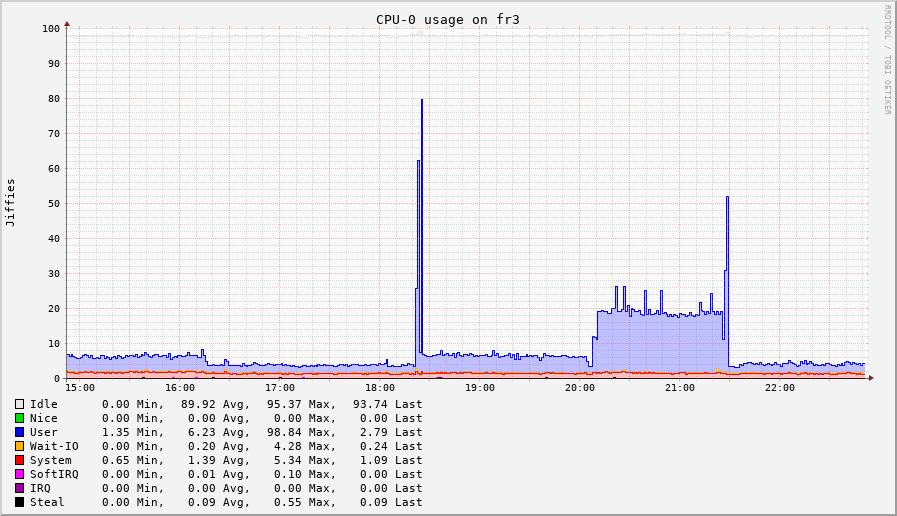 CPU-0 usage on fr3
RRDTOOL / TOBI OETIKER
Jiffies
100
90
80
70
60
50
40
30
20
10
0
15:00 16:00 17:00 18:00 19:00 20:00 21:00 22:00
Idle 0.00 Min, 89.92 Avg, 95.37 Max, 93.74 Last
Nice 0.00 Min, 0.00 Avg, 0.00 Max, 0.00 Last
User 1.35 Min, 6.23 Avg, 98.84 Max, 2.79 Last
Wait-IO 0.00 Min, 0.20 Avg, 4.28 Max, 0.24 Last
System 0.65 Min, 1.39 Avg, 5.34 Max, 1.09 Last
SoftIRQ 0.00 Min, 0.01 Avg, 0.10 Max, 0.00 Last
IRQ 0.00 Min, 0.00 Avg, 0.00 Max, 0.00 Last
Steal 0.00 Min, 0.09 Avg, 0.55 Max, 0.09 Last